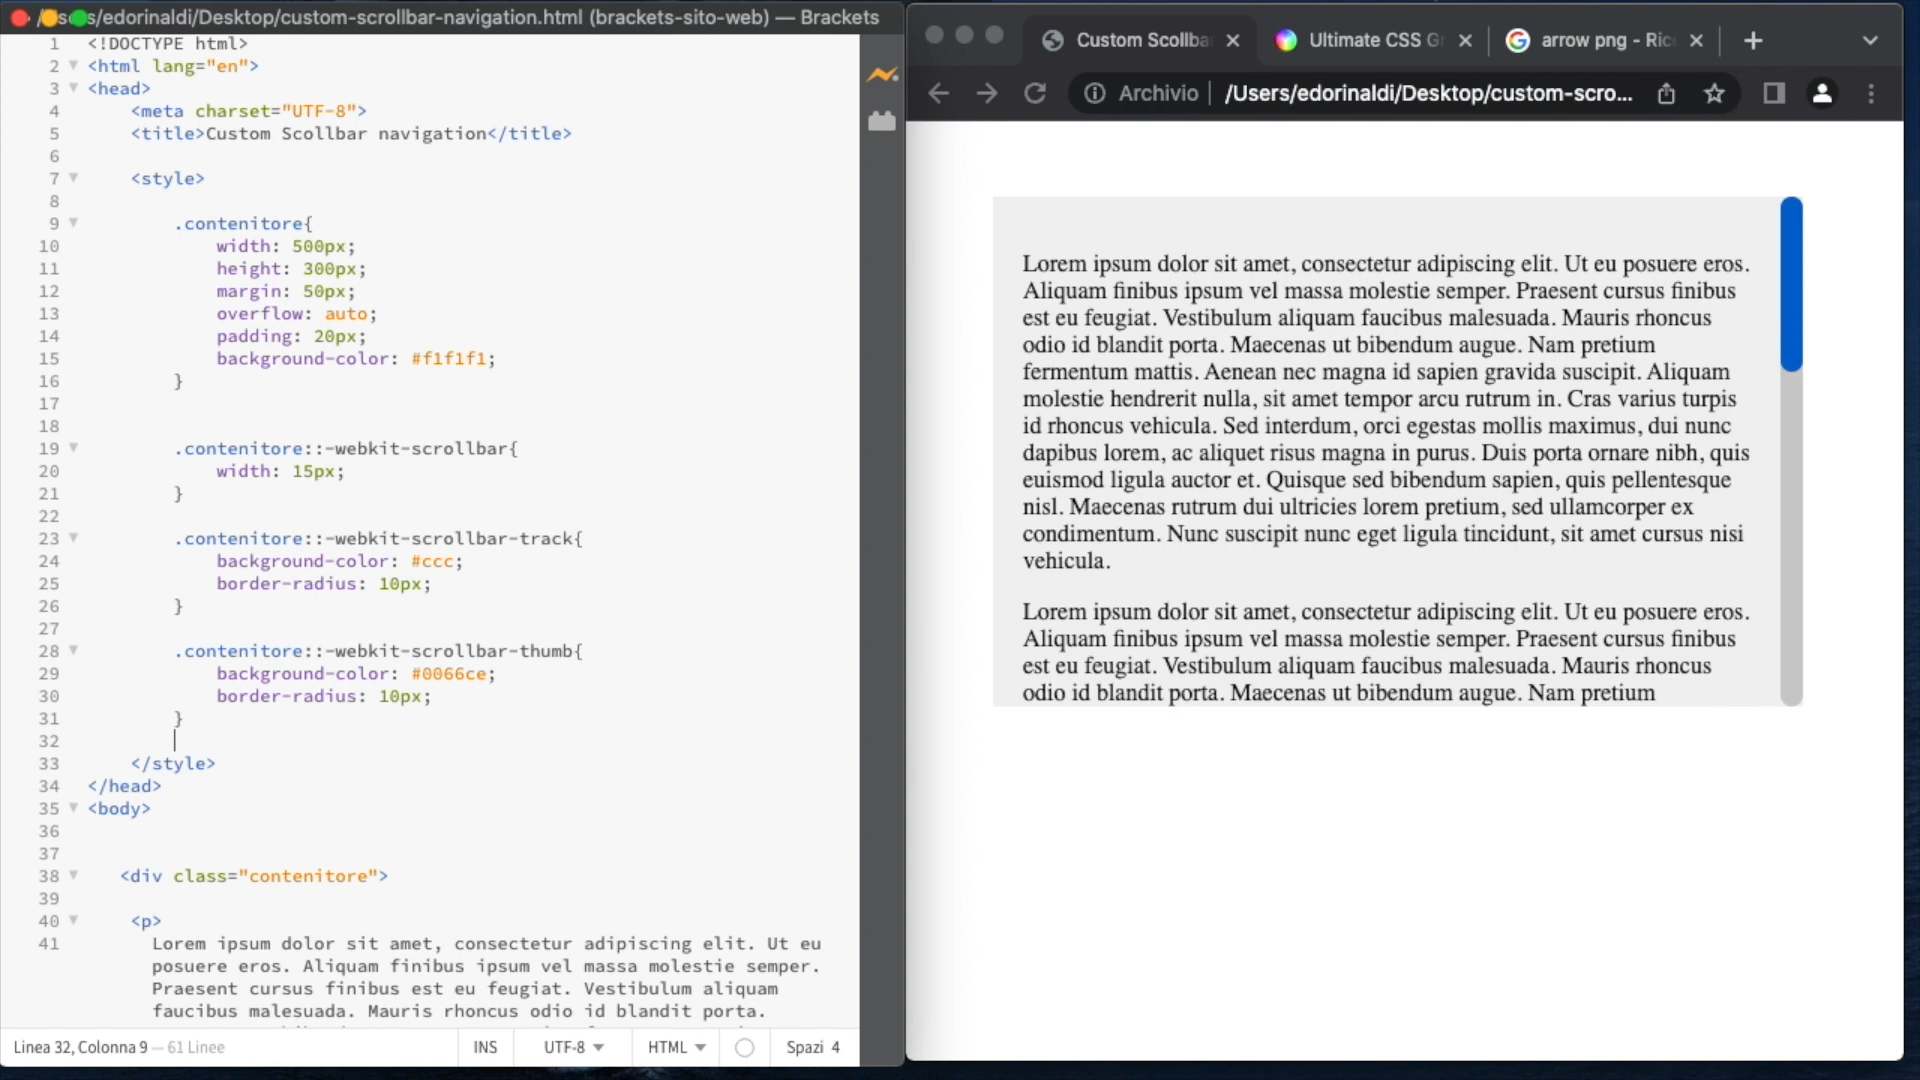 /Users/edorinaldi/Desktop/custom-scrollbar-navigation.html (brackets-sito-web) — Brackets
1 <!DOCTYPE html>
2 <html lang="en">
3 <head>
4 <meta charset="UTF-8">
5 <title>Custom Scollbar navigation</title>
6
7 <style>
8
9 .contenitore{
10 width: 500px;
11 height: 300px;
12 margin: 50px;
13 overflow: auto;
14 padding: 20px;
15 background-color: #f1f1f1;
16 }
17
18
19 .contenitore::-webkit-scrollbar{
20 width: 15px;
21 }
22
23 .contenitore::-webkit-scrollbar-track{
24 background-color: #ccc;
25 border-radius: 10px;
26 }
27
28 .contenitore::-webkit-scrollbar-thumb{
29 background-color: #0066ce;
30 border-radius: 10px;
31 }
32
33 </style>
34 </head>
35 <body>
36
37
38 <div class="contenitore">
39
40 <p>
41 Lorem ipsum dolor sit amet, consectetur adipiscing elit. Ut eu
posuere eros. Aliquam finibus ipsum vel massa molestie semper.
Praesent cursus finibus est eu feugiat. Vestibulum aliquam
faucibus malesuada. Mauris rhoncus odio id blandit porta.
Linea 32, Colonna 9 — 61 Linee
INS
UTF-8
HTML
Spazi 4
Custom Scollba
Ultimate CSS Gr
arrow png - Ric
Archivio
/Users/edorinaldi/Desktop/custom-scro...
Lorem ipsum dolor sit amet, consectetur adipiscing elit. Ut eu posuere eros.
Aliquam finibus ipsum vel massa molestie semper. Praesent cursus finibus
est eu feugiat. Vestibulum aliquam faucibus malesuada. Mauris rhoncus
odio id blandit porta. Maecenas ut bibendum augue. Nam pretium
fermentum mattis. Aenean nec magna id sapien gravida suscipit. Aliquam
molestie hendrerit nulla, sit amet tempor arcu rutrum in. Cras varius turpis
id rhoncus vehicula. Sed interdum, orci egestas mollis maximus, dui nunc
dapibus lorem, ac aliquet risus magna in purus. Duis porta ornare nibh, quis
euismod ligula auctor et. Quisque sed bibendum sapien, quis pellentesque
nisl. Maecenas rutrum dui ultricies lorem pretium, sed ullamcorper ex
condimentum. Nunc suscipit nunc eget ligula tincidunt, sit amet cursus nisi
vehicula.
Lorem ipsum dolor sit amet, consectetur adipiscing elit. Ut eu posuere eros.
Aliquam finibus ipsum vel massa molestie semper. Praesent cursus finibus
est eu feugiat. Vestibulum aliquam faucibus malesuada. Mauris rhoncus
odio id blandit porta. Maecenas ut bibendum augue. Nam pretium